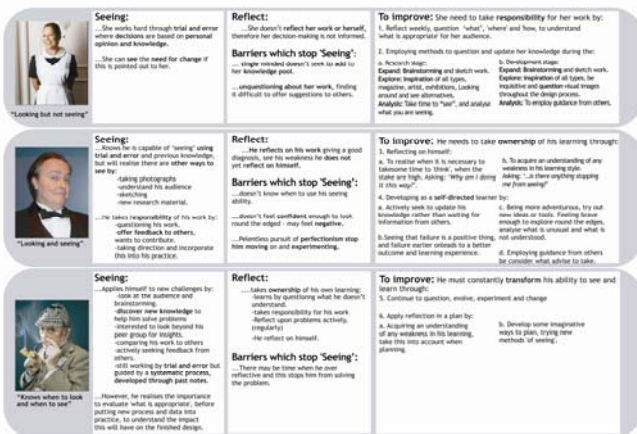 Seeing:
...She works hard through trial and error
where decisions are based on personal
opinion and knowledge.
...She can see the need for change if
this is pointed out to her.
"Looking but not seeing"
Reflect:
...She doesn't reflect her work or herself,
therefore her decision-making is not informed.
Barriers which stop 'Seeing':
... single minded doesn't seek to add to
her knowledge pool.
...unquestioning about her work, finding
it difficult to offer suggestions to others.
To improve: She need to take responsibility for her work by:
1. Reflect weekly, question 'what', 'where' and 'how, to understand
'what is appropriate for her audience.
2. Employing methods to question and update her knowledge during the:
a. Research stage:
Expand: Brainstorming and sketch work.
Explore: Inspiration of all types,
magazine, artist, exhibitions, Looking
around and see alternatives.
Analysis: Take time to "see", and analyse
what you are seeing.
b. Development stage:
Expand: Brainstorming and sketch work.
Explore: Inspiration of all types, be
inquisitive and question visual images
throughout the design process.
Analysis: To employ guidance from others.
Seeing:
...Knows he is capable of 'seeing' using
trial and error and previous knowledge, but
will realise there are other ways to
see by:
-taking photographs
-understand his audience
-sketching
-new research material.
...He takes responsibility of his work by:
-questioning his work.
-offer feedback to others,
wants to contribute.
-taking direction and incorporate
this into his practice.
"Looking and seeing"
Reflect:
...He reflects on his work giving a good
diagnosis, see his weakness he does not
yet reflect on himself.
Barriers which stop 'Seeing':
...doesn't know when to use his seeing
ability.
...doesn't feel confident enough to look
round the edged - may feel negative.
...Relentless pursuit of perfectionism stop
him moving on and experimenting.
To improve: He needs to take ownership of his learning through:
3. Reflecting on himself:
a. To realise when it is necessary to
takesome time to think', when the
stake are high. Asking: 'Why am I doing
it this way?'.
b. To acquire an understanding of any
weakness in his learning style.
Asking: '...is there anything stopping
me from seeing?'
4. Developing as a self-directed learner by:
a. Actively seek to update his
knowledge rather than waiting for
information from others.
b.Seeing that failure is a positive thing,
and failure earlier unleads to a better
outcome and learning experience.
c. Being more adventurous, try out
new ideas or tools. Feeling brave
enough to explore round the edges,
analyse what is unusual and what is
not understood.
d. Employing guidance from others
be consider what advise to take.
Seeing:
...Applies himself to new challenges by:
-look at the audience and
brainstorming.
-discover new knowledge to
help him solve problems
-interested to look beyond his
peer group for insights.
-comparing his work to others
-actively seeking feedback from
others.
-still working by trial and error but
guided by a systematic process,
developed through past notes.
...However, he realises the importance
to evaluate 'what is appropriate', before
putting new process and data into
practice, to understand the impact
this will have on the finished design.
"Knows when to look
and when to see"
Reflect:
....takes ownership of his own learning:
-learns by questioning what he doesn't
understand.
-takes responsibility for his work
-Reflect upon problems actively,
(regularly)
-He reflect on himself.
Barriers which stop 'Seeing':
...There may be time when he over
reflective and this stops him from solving
the problem.
To improve: He must constantly transform his ability to see and
learn through:
5. Continue to question, evolve, experiment and change
6. Apply reflection in a plan by:
a. Acquiring an understanding
of any weakness in his learning,
take this into account when
planning.
b. Develop some imaginative
ways to plan, trying new
methods 'of seeing'.